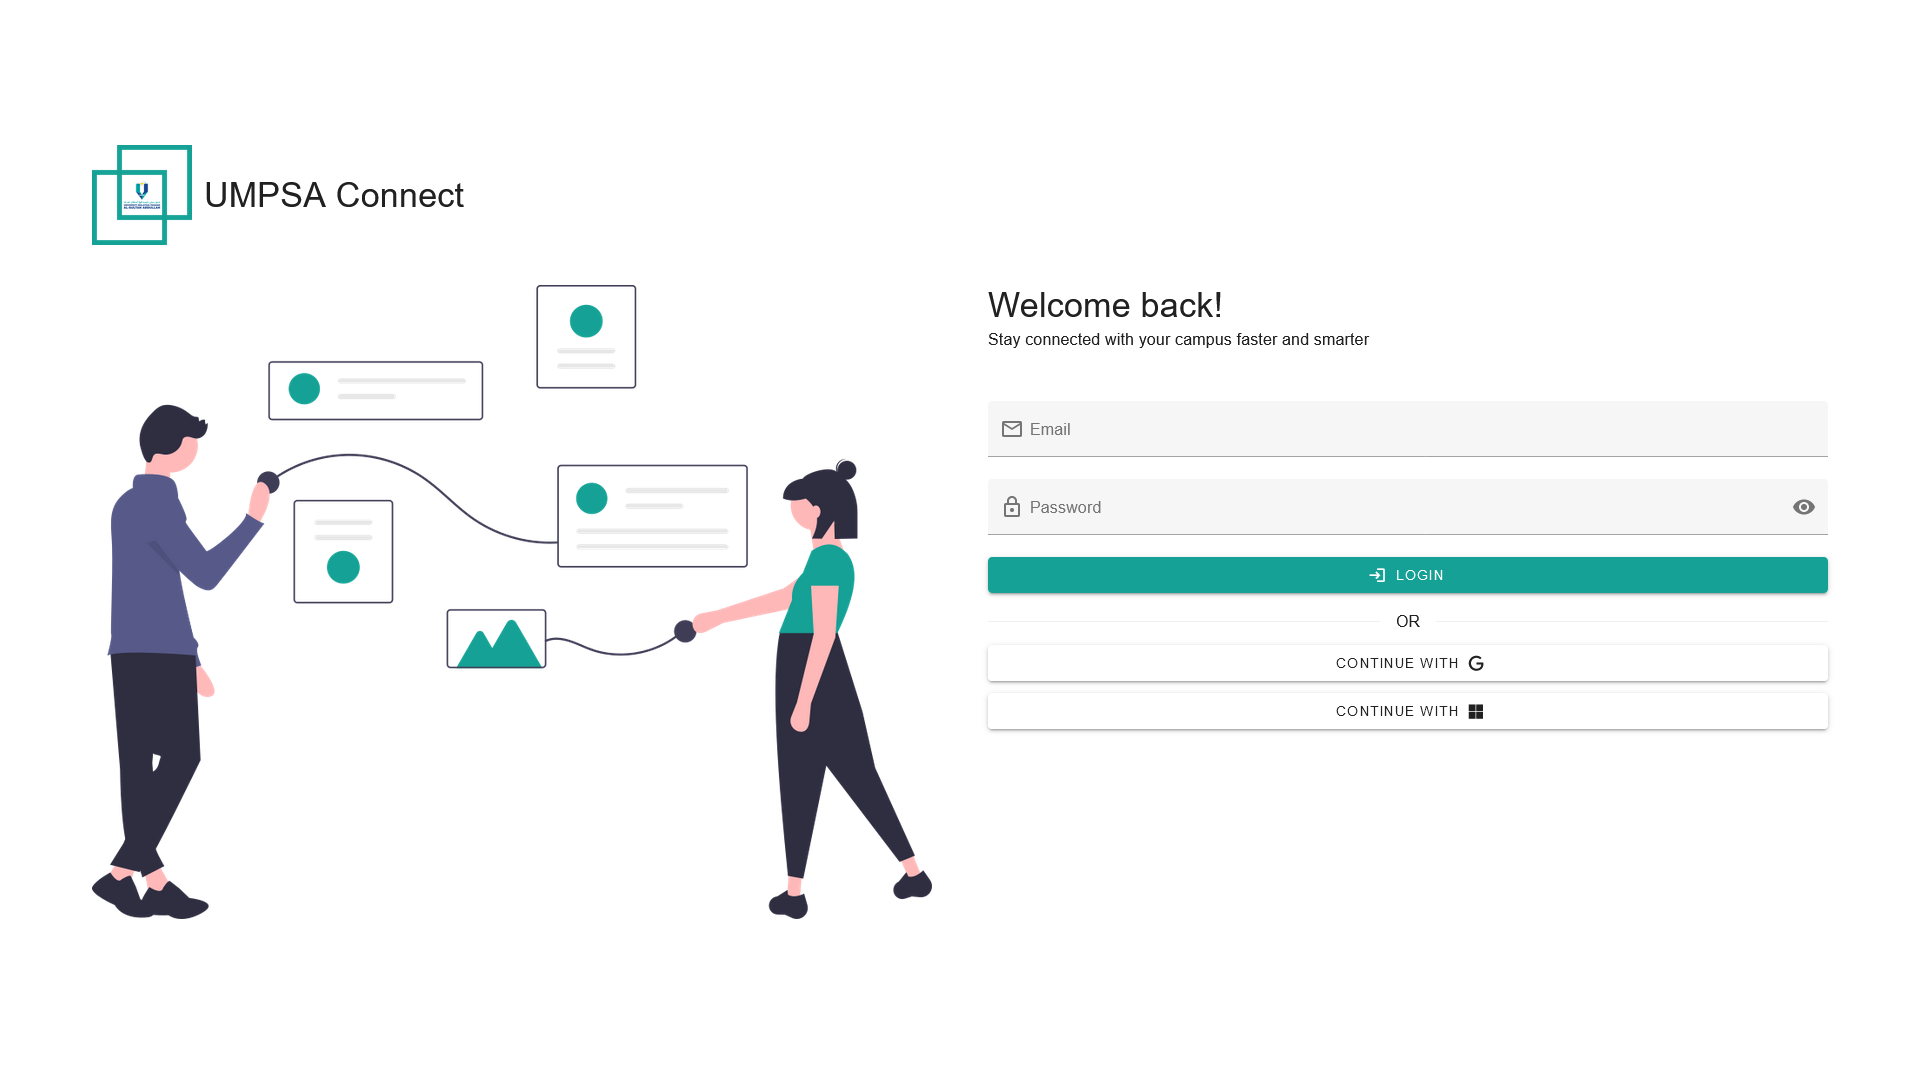 UMPSA Connect
Welcome back!
Stay connected with your campus faster and smarter
Email
Password
LOGIN
OR
CONTINUE WITH
CONTINUE WITH